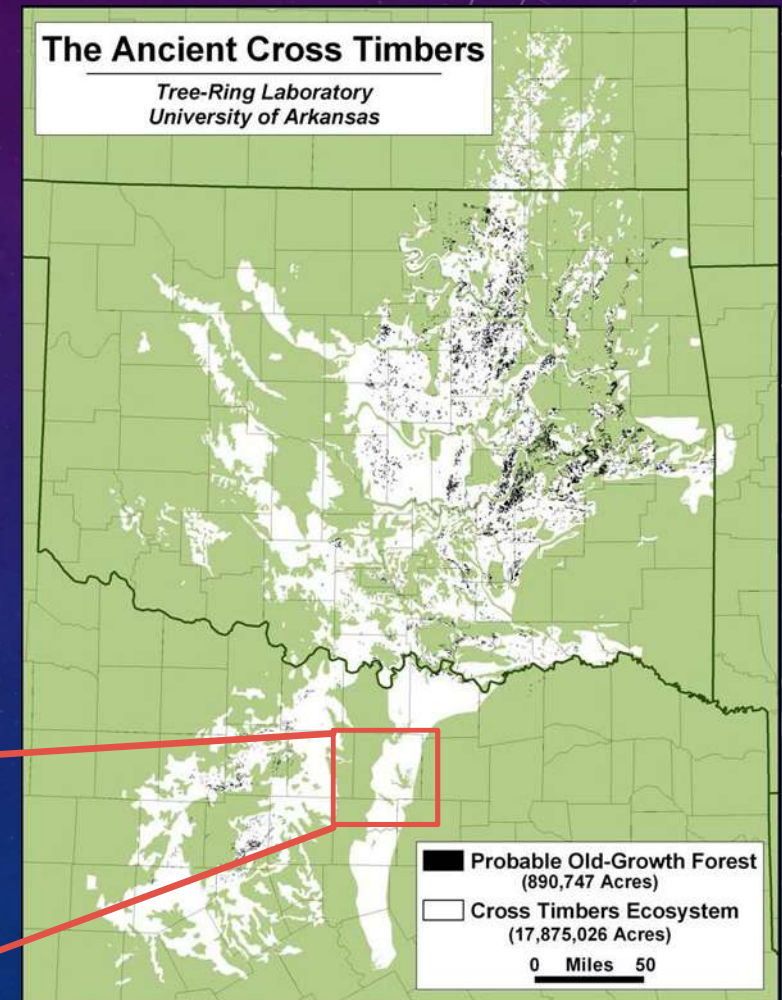 The Ancient Cross Timbers
Tree-Ring Laboratory
University of Arkansas
Probable Old-Growth Forest
(890,747 Acres)
Cross Timbers Ecosystem
(17,875,026 Acres)
0 Miles 50